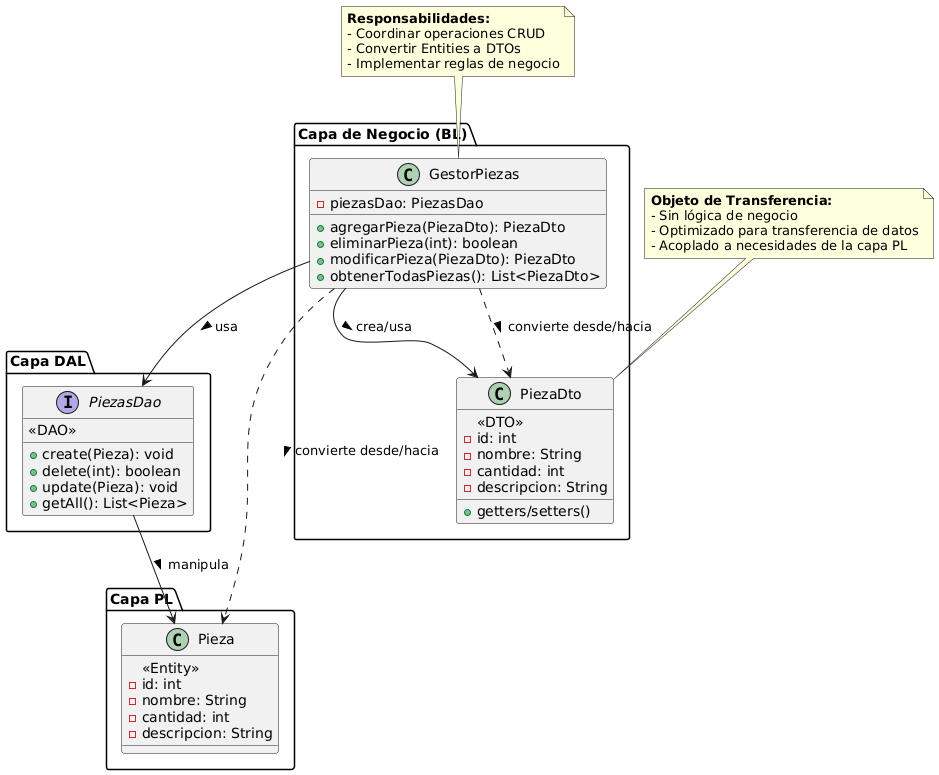 Responsabilidades:
- Coordinar operaciones CRUD
- Convertir Entities a DTOs
- Implementar reglas de negocio
Capa de Negocio (BL)
GestorPiezas
piezasDao: PiezasDao
agregarPieza(PiezaDto): PiezaDto
eliminarPieza(int): boolean
modificarPieza(PiezaDto): PiezaDto
obtenerTodasPiezas(): List<PiezaDto>
Objeto de Transferencia:
- Sin lógica de negocio
- Optimizado para transferencia de datos
- Acoplado a necesidades de la capa PL
usa
crea/usa
convierte desde/hacia
Capa DAL
PiezasDao
«DAO»
create(Pieza): void
delete(int): boolean
update(Pieza): void
getAll(): List<Pieza>
PiezaDto
«DTO»
id: int
nombre: String
cantidad: int
descripcion: String
getters/setters()
convierte desde/hacia
manipula
Capa PL
Pieza
«Entity»
id: int
nombre: String
cantidad: int
descripcion: String